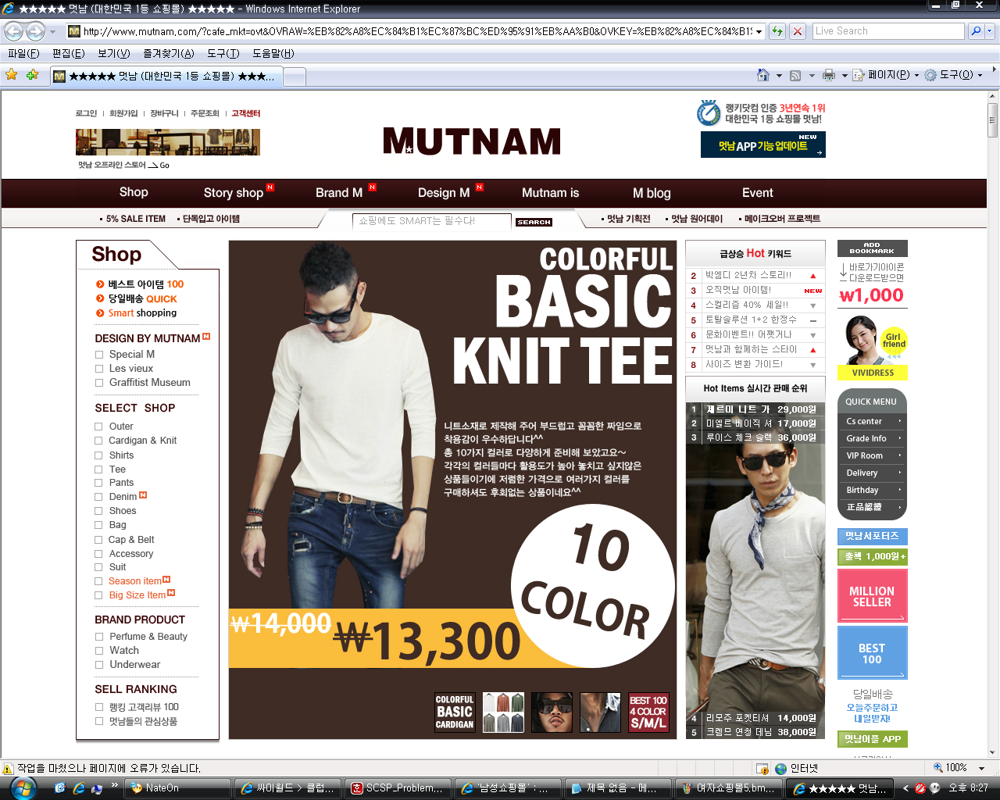 ★★★★★ 멋남 (대한민국 1등 쇼핑몰) ★★★★★ - Windows Internet Explorer
http://www.mutnam.com/?cafe_mkt=ovt&OVRAW=%EB%82%A8%EC%84%B1%EC%87%BC%ED%95%91%EB%AA%B0&OVKEY=%EB%82%A8%EC%84%B1%
Live Search
파일(F) 편집(E) 보기(V) 즐겨찾기(A) 도구(T) 도움말(H)
★★★★★ 멋남 (대한민국 1등 쇼핑몰) ★★★...
페이지(P) 도구(O)
로그인 | 회원가입 | 장바구니 | 주문조회 | 고객센터
멋남 오프라인 스토어 Go
MUTNAM
랭키닷컴 인증 3년연속 1위
대한민국 1등 쇼핑몰 멋남!
NEW
멋남 APP 기능 업데이트
Shop Story shop N Brand M N Design M N Mutnam is M blog Event
5% SALE ITEM 단독입고 아이템
쇼핑에도 SMART는 필수다! SEARCH
멋남 기획전 멋남 원어데이 메이크오버 프로젝트
Shop
베스트 아이템 100
당일배송 QUICK
Smart shopping
DESIGN BY MUTNAM N
Special M
Les vieux
Graffitist Museum
SELECT SHOP
Outer
Cardigan & Knit
Shirts
Tee
Pants
Denim N
Shoes
Bag
Cap & Belt
Accessory
Suit
Season item N
Big Size Item N
BRAND PRODUCT
Perfume & Beauty
Watch
Underwear
SELL RANKING
랭킹 고객리뷰 100
멋남들의 관심상품
COLORFUL
BASIC
KNIT TEE
니트소재로 제작해 주어 부드럽고 꼼꼼한 짜임으로
착용감이 우수하답니다^^
총 10가지 컬러로 다양하게 준비해 보았고요~
각각의 컬러들마다 활용도가 높아 놓치고 싶지않은
상품들이기에 저렴한 가격으로 여러가지 컬러를
구매하셔도 후회없는 상품이네요^^
10
COLOR
₩14,000
₩13,300
COLORFUL
BASIC
CARDIGAN
BEST 100
4 COLOR
S/M/L
급상승 Hot 키워드
2 박엠디 2년차 스토리!!
3 오직멋남 아이템! NEW
4 스컬리즘 40% 세일!!
5 토탈솔루션 1+2 한정수
6 문화이벤트!! 어쨋거나
7 멋남과 함께하는 스타이
8 사이즈 변환 가이드!
Hot Items 실시간 판매 순위
1 제르미 니트 가 29,000원
2 미엘르 베이직 셔 17,000원
3 루이스 체크 슬랙 36,000원
4 리모주 포켓티셔 14,000원
5 크렘므 연청 데님 38,000원
ADD
BOOKMARK
바로가기아이콘
다운로드받으면
₩1,000
Girl
friend
VIVIDRESS
QUICK MENU
Cs center
Grade Info
VIP Room
Delivery
Birthday
正品認證
멋남서포터즈
출첵 1,000원+
MILLION
SELLER
BEST
100
당일배송
오늘주문하고
내일받자!
멋남어플 APP
작업을 마쳤으나 페이지에 오류가 있습니다.
인터넷
100%
NateOn
싸이월드 > 클럽...
SCSP_Problem,...
'남성쇼핑몰' : ...
제목 없음 - 메...
여자쇼핑몰5,bm...
★★★★★ 멋남...
오후 8:27